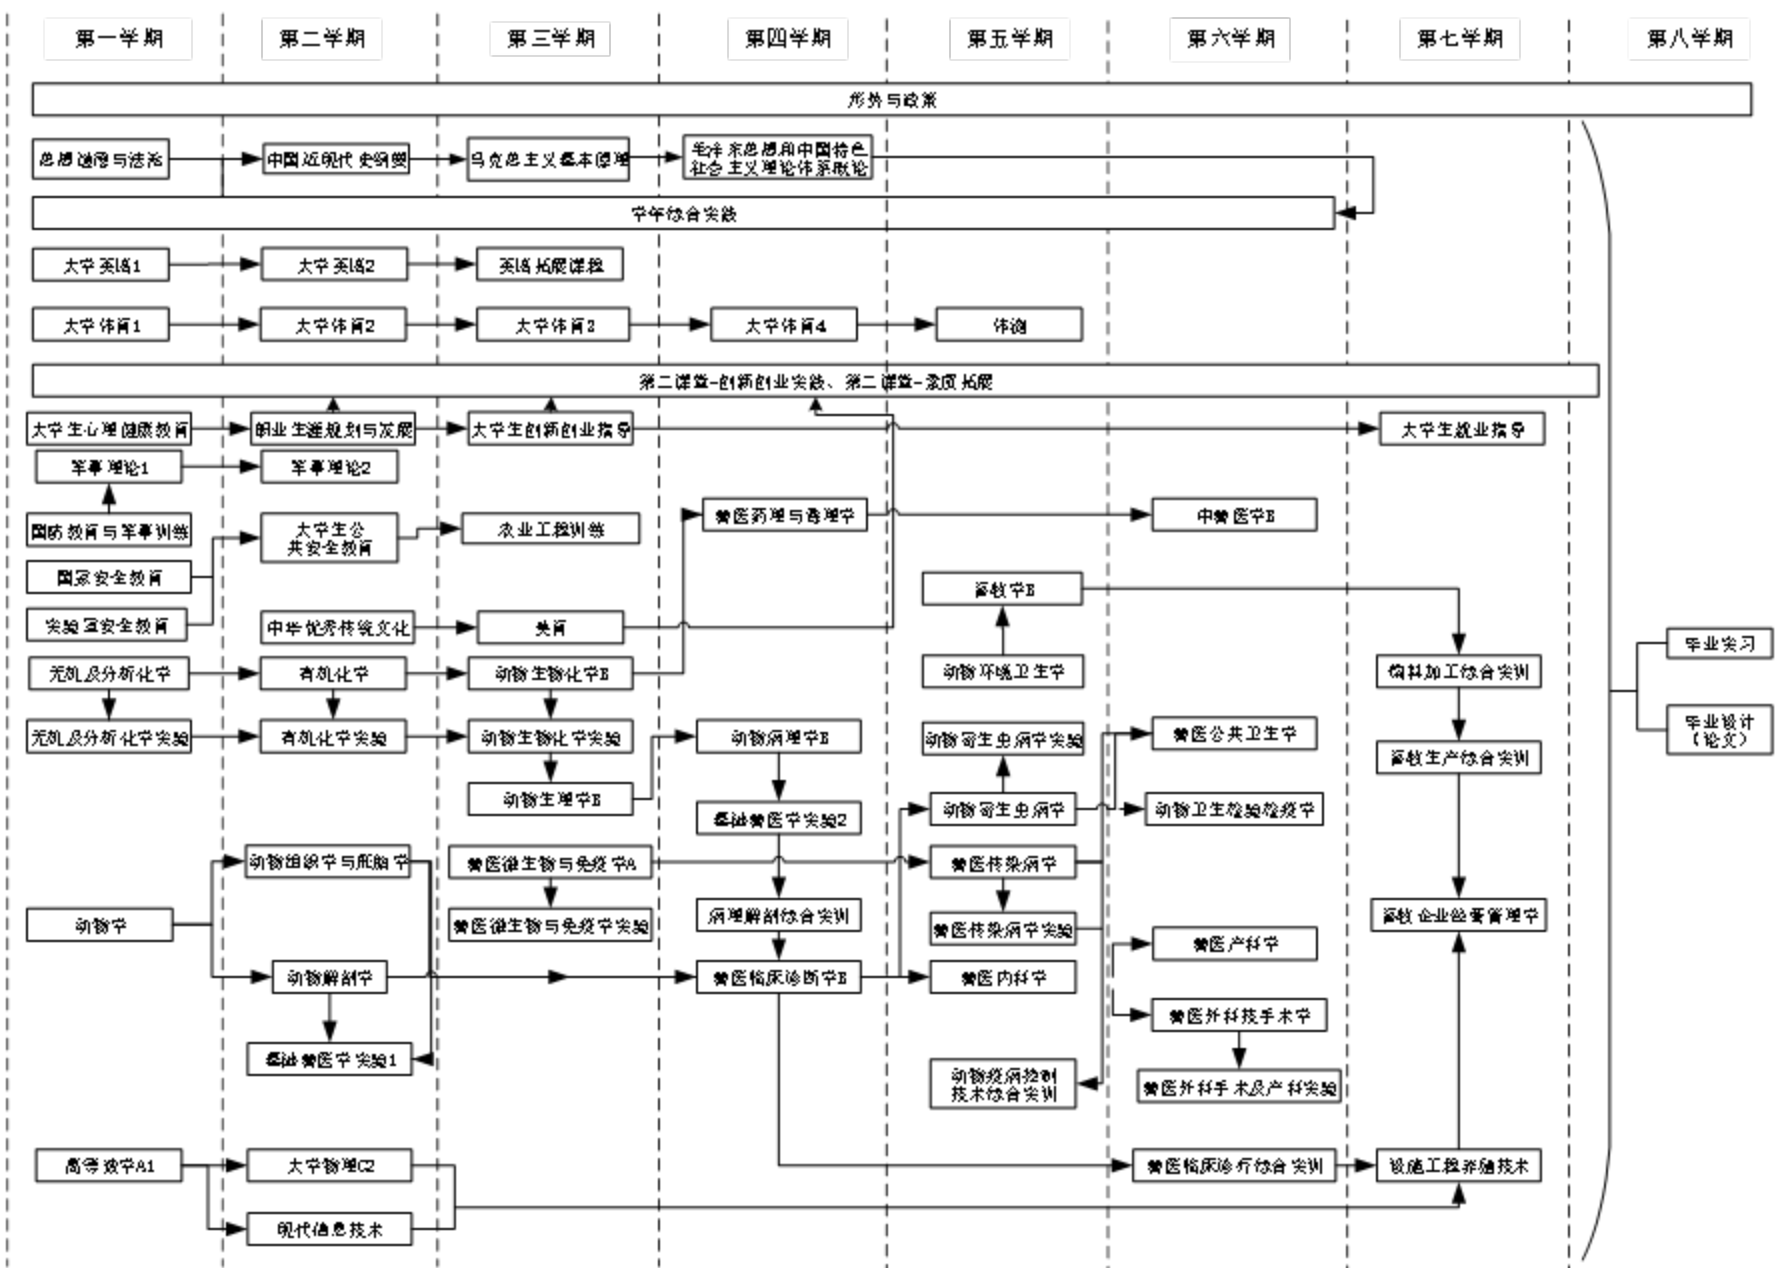 第一学期
第二学期
第三学期
第四学期
第五学期
第六学期
第七学期
第八学期
形势与政策
思想道德与法治
中国近现代史纲要
马克思主义基本原理
毛泽东思想和中国特色
社会主义理论体系概论
学年综合实践
大学英语1
大学英语2
英语拓展课程
大学体育1
大学体育2
大学体育3
大学体育4
体测
第二课堂-创新创业实践、第二课堂-素质拓展
大学生心理健康教育
职业生涯规划与发展
大学生创新创业指导
大学生就业指导
军事理论1
军事理论2
国防教育与军事训练
大学生公
共安全教育
农业工程训练
兽医药理与毒理学
中兽医学B
国家安全教育
畜牧学B
实验室安全教育
中华优秀传统文化
美育
毕业实习
无机及分析化学
有机化学
动物生物化学B
动物环境卫生学
饲料加工综合实训
无机及分析化学实验
有机化学实验
动物生物化学实验
动物病理学B
动物寄生虫病学实验
兽医公共卫生学
畜牧生产综合实训
毕业设计
（论文）
动物生理学B
基础兽医学实验2
动物寄生虫病学
动物卫生检验检疫学
动物组织学与胚胎学
兽医微生物与免疫学A
兽医传染病学
动物学
兽医微生物与免疫学实验
病理解剖综合实训
兽医传染病学实验
畜牧企业经营管理学
兽医产科学
动物解剖学
兽医临床诊断学B
兽医内科学
兽医外科技手术学
基础兽医学实验1
动物疫病控制
技术综合实训
兽医外科手术及产科实验
高等数学A1
大学物理C2
兽医临床诊疗综合实训
设施工程养殖技术
现代信息技术